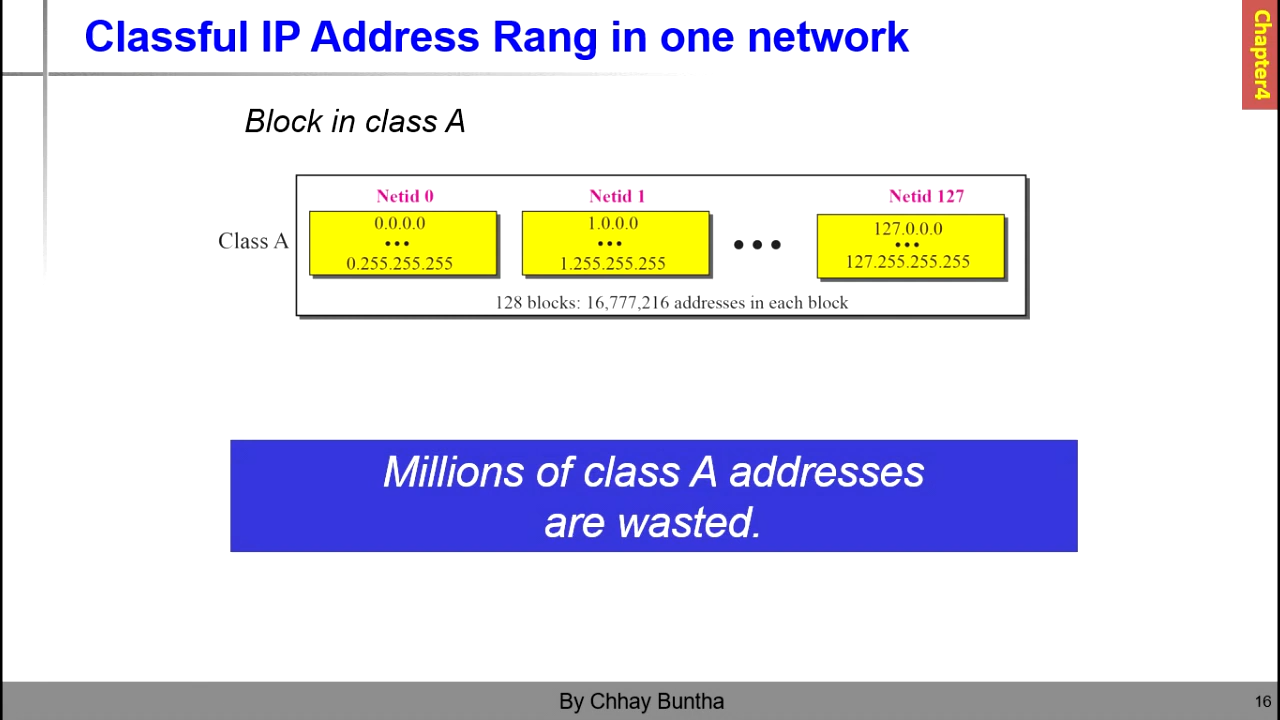 Classful IP Address Rang in one network
Chapter4
Block in class A
Netid 0
Netid 1
Netid 127
Class A
0.0.0.0
•••
0.255.255.255
1.0.0.0
•••
1.255.255.255
•••
127.0.0.0
•••
127.255.255.255
128 blocks: 16,777,216 addresses in each block
Millions of class A addresses
are wasted.
By Chhay Buntha
16